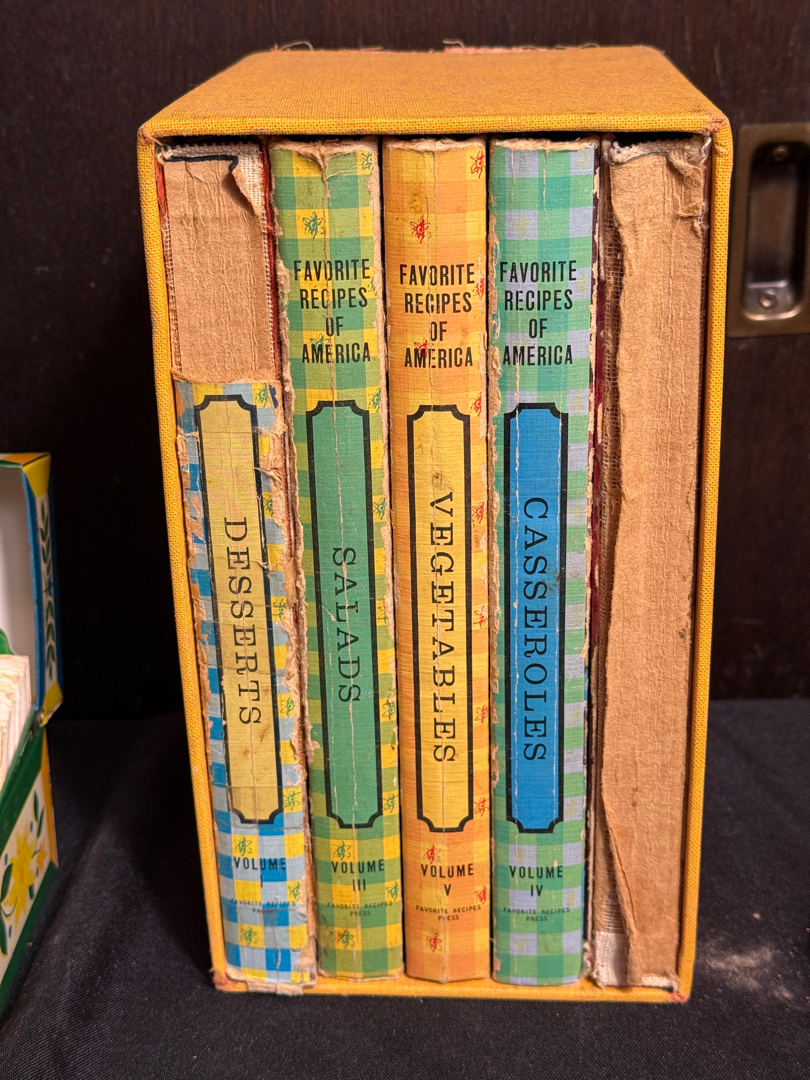 DESSERTS
VOLUME
I
FAVORITE RECIPES
FAVORITE
RECIPES
OF
AMERICA
SALADS
VOLUME
III
FAVORITE RECIPES
PRESS
FAVORITE
RECIPES
OF
AMERICA
VEGETABLES
VOLUME
V
FAVORITE RECIPES
PRESS
FAVORITE
RECIPES
OF
AMERICA
CASSEROLES
VOLUME
IV
FAVORITE RECIPES
PRESS